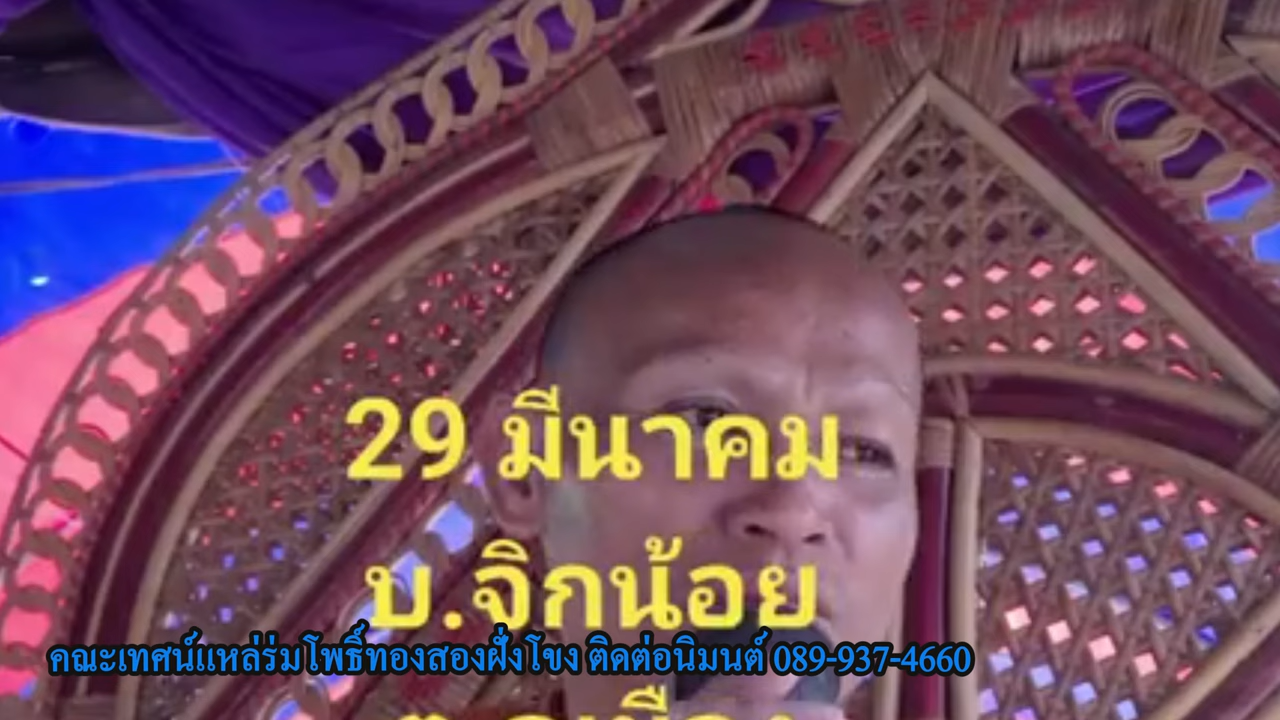 29 มีนาคม
บ.จิกน้อย
คณะเทศน์แหล่ร่มโพธิ์ทองสองฝั่งโขง ติดต่อนิมนต์ 089-937-4660